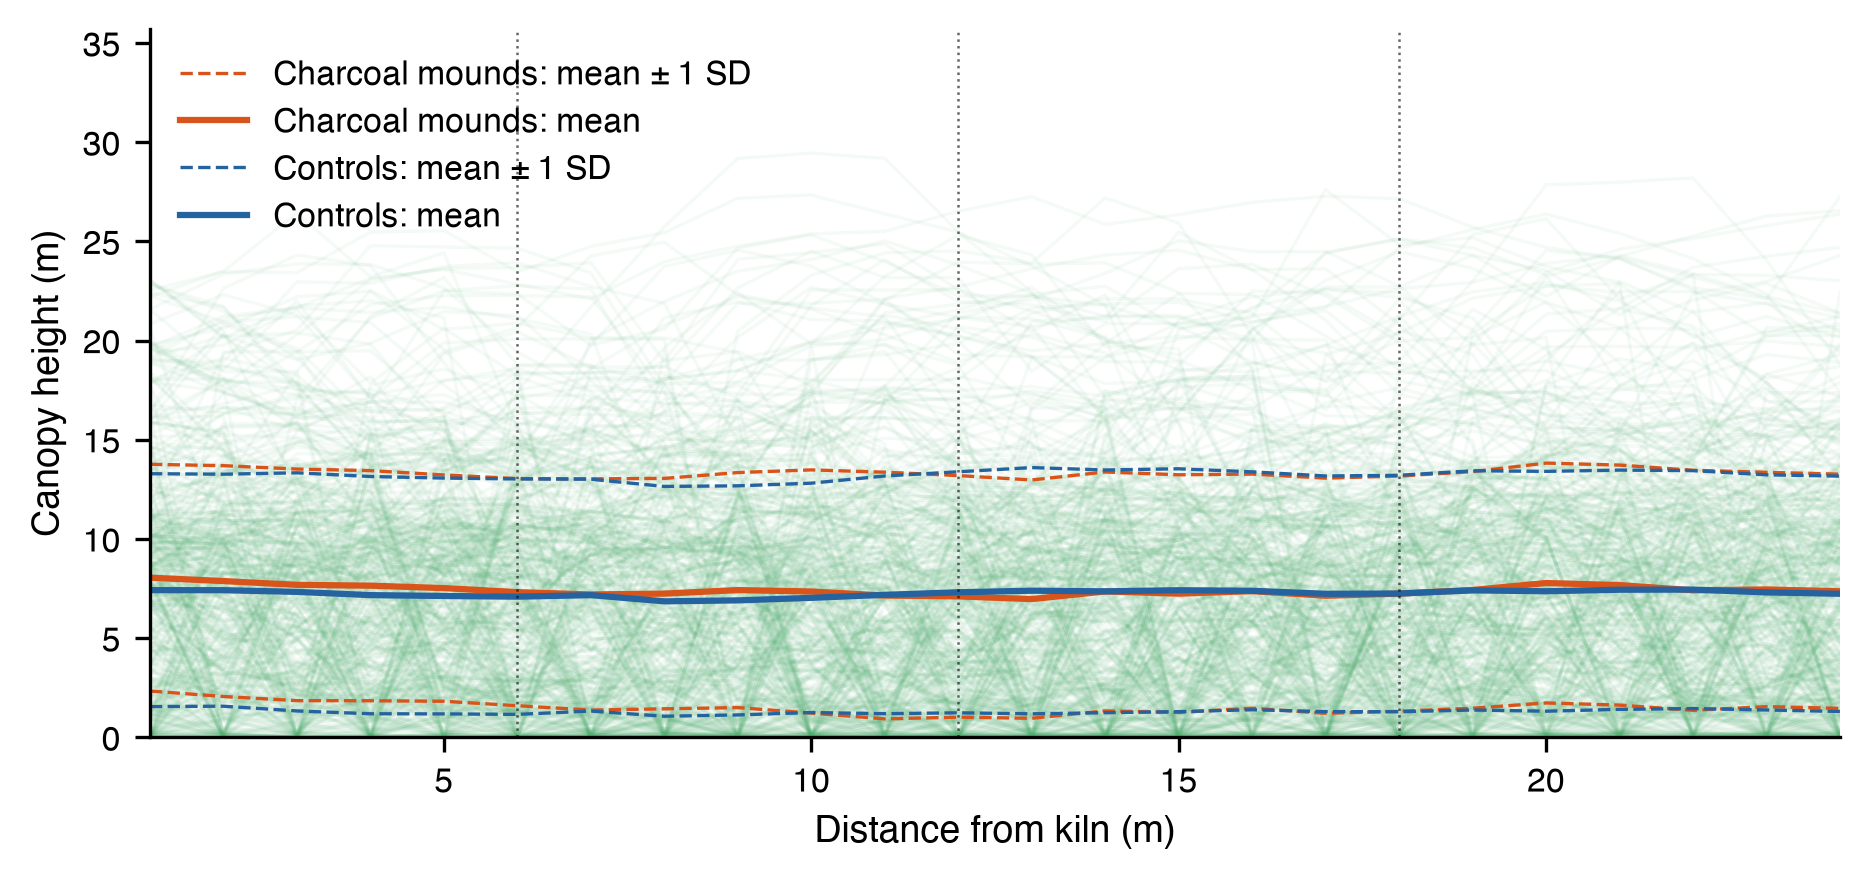 35
30
25
20
15
10
5
0
Canopy height (m)
Charcoal mounds: mean ± 1 SD
Charcoal mounds: mean
Controls: mean ± 1 SD
Controls: mean
5
10
15
20
Distance from kiln (m)